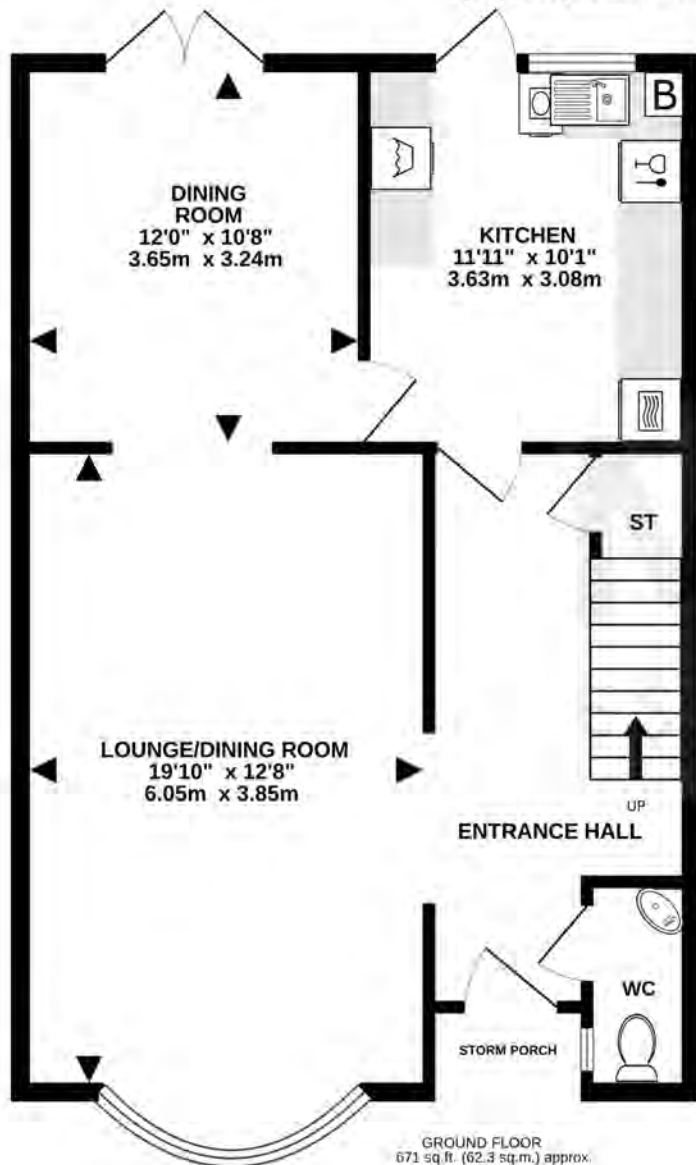 B
DINING
ROOM
12'0" x 10'8"
3.65m x 3.24m
KITCHEN
11'11" x 10'1"
3.63m x 3.08m
ST
LOUNGE/DINING ROOM
19'10" x 12'8"
6.05m x 3.85m
UP
ENTRANCE HALL
WC
STORM PORCH
GROUND FLOOR
671 sq.ft. (62.3 sq.m.) approx.